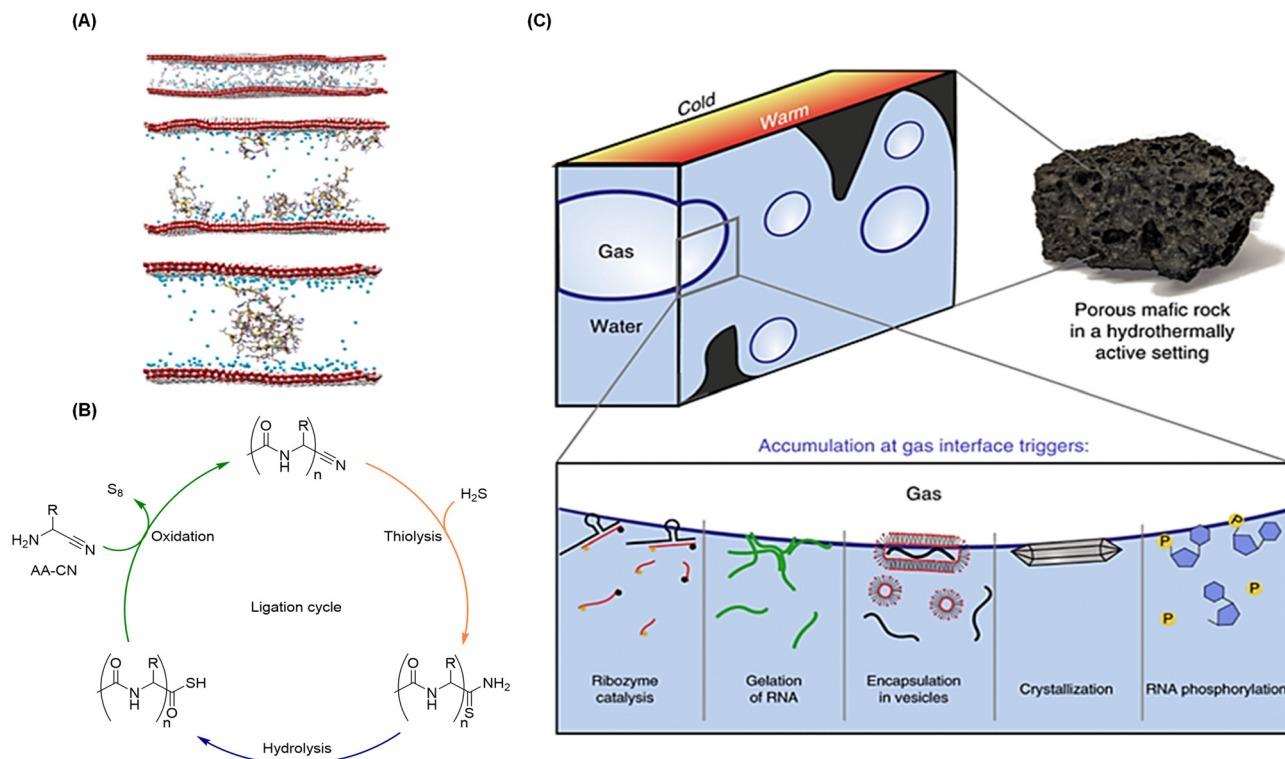 (A)
(B)
S8
H2S
R
H2N
N
AA-CN
Oxidation
Thiolysis
Ligation cycle
Hydrolysis
O
R
N
H
N
n
O
R
SH
N
H
O
n
O
R
NH2
N
H
S
n
(C)
Cold
Warm
Gas
Water
Porous mafic rock
in a hydrothermally
active setting
Accumulation at gas interface triggers:
Gas
Ribozyme
catalysis
Gelation
of RNA
Encapsulation
in vesicles
Crystallization
RNA phosphorylation
P
P
P
P
P